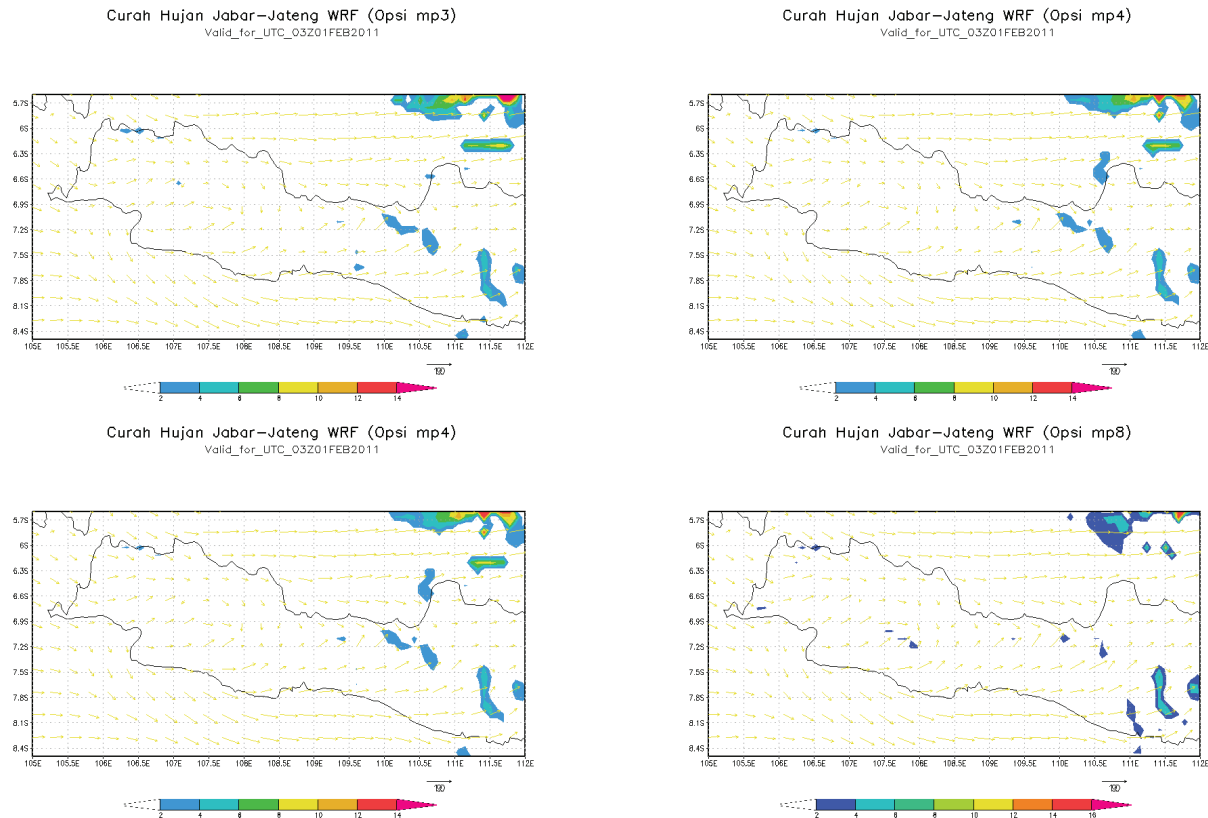 Curah Hujan Jabar-Jateng WRF (Opsi mp3)
Valid_for_UTC_03Z01FEB2011
5.7S
6S
6.3S
6.6S
6.9S
7.2S
7.5S
7.8S
8.1S
8.4S
105E 105.5E 106E 106.5E 107E 107.5E 108E 108.5E 109E 109.5E 110E 110.5E 111E 111.5E 112E
2 4 6 8 10 12 14
Curah Hujan Jabar-Jateng WRF (Opsi mp4)
Valid_for_UTC_03Z01FEB2011
5.7S
6S
6.3S
6.6S
6.9S
7.2S
7.5S
7.8S
8.1S
8.4S
105E 105.5E 106E 106.5E 107E 107.5E 108E 108.5E 109E 109.5E 110E 110.5E 111E 111.5E 112E
2 4 6 8 10 12 14
Curah Hujan Jabar-Jateng WRF (Opsi mp4)
Valid_for_UTC_03Z01FEB2011
5.7S
6S
6.3S
6.6S
6.9S
7.2S
7.5S
7.8S
8.1S
8.4S
105E 105.5E 106E 106.5E 107E 107.5E 108E 108.5E 109E 109.5E 110E 110.5E 111E 111.5E 112E
2 4 6 8 10 12 14
Curah Hujan Jabar-Jateng WRF (Opsi mp8)
Valid_for_UTC_03Z01FEB2011
5.7S
6S
6.3S
6.6S
6.9S
7.2S
7.5S
7.8S
8.1S
8.4S
105E 105.5E 106E 106.5E 107E 107.5E 108E 108.5E 109E 109.5E 110E 110.5E 111E 111.5E 112E
2 4 6 8 10 12 14 16